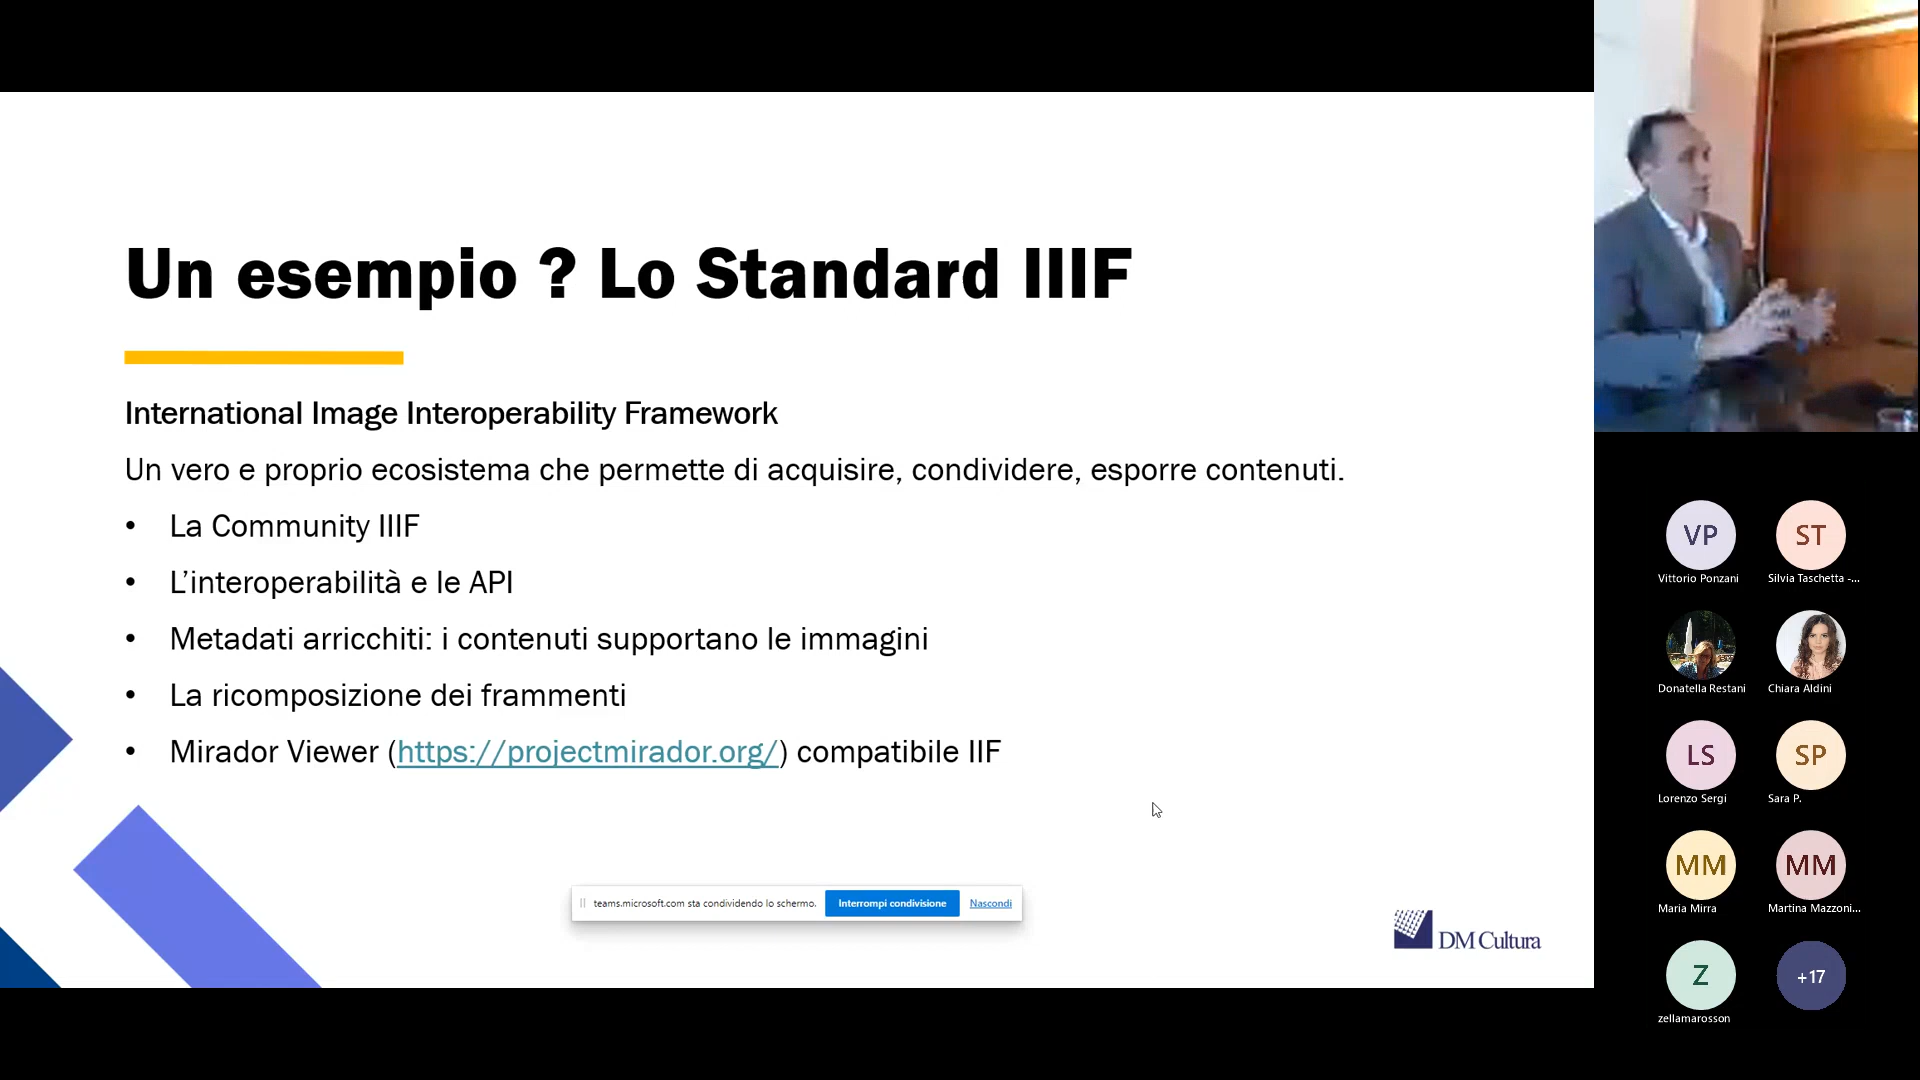 Un esempio ? Lo Standard IIIF
International Image Interoperability Framework
Un vero e proprio ecosistema che permette di acquisire, condividere, esporre contenuti.
• La Community IIIF
• L'interoperabilità e le API
• Metadati arricchiti: i contenuti supportano le immagini
• La ricomposizione dei frammenti
• Mirador Viewer (https://projectmirador.org/) compatibile IIF
teams.microsoft.com sta condividendo lo schermo. Interrompi condivisione Nascondi
DM Cultura
VP ST
Vittorio Ponzani Silvia Taschetta -...
Donatella Restani Chiara Aldini
LS SP
Lorenzo Sergi Sara P.
MM MM
Maria Mirra Martina Mazzoni...
Z +17
zellamarosson